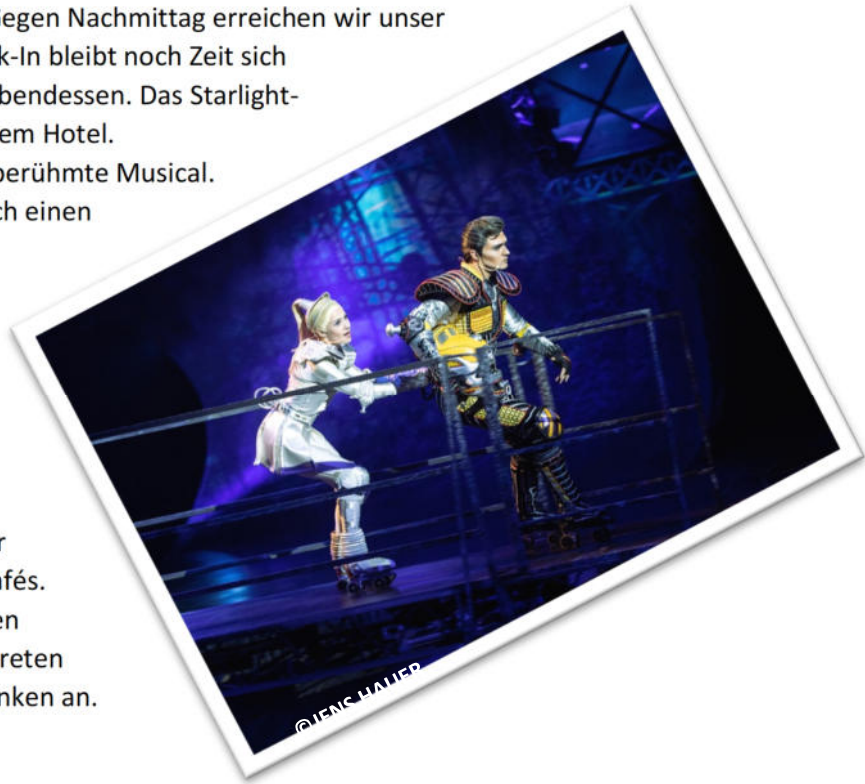 Gegen Nachmittag erreichen wir unser
k-In bleibt noch Zeit sich
bendessen. Das Starlight-
em Hotel.
berühmte Musical.
ch einen
r
afés.
en
reten
nken an.
©JENS HAUER